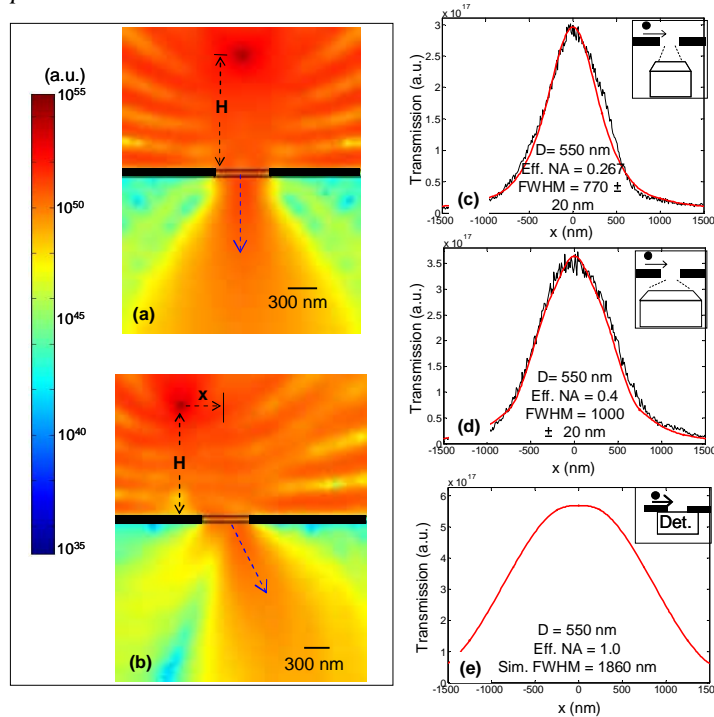 (a.u.)
10^55
10^50
10^45
10^40
10^35
H
300 nm
(a)
x
H
300 nm
(b)
x 10^17
3
2.5
2
1.5
1
0.5
Transmission (a.u.)
D= 550 nm
Eff. NA = 0.267
FWHM = 770 ±
20 nm
(c)
-1500 -1000 -500 0 500 1000 1500
x (nm)
x 10^17
3.5
3
2.5
2
1.5
1
0.5
0
Transmission (a.u.)
D= 550 nm
Eff. NA = 0.4
FWHM = 1000
± 20 nm
(d)
-1500 -1000 -500 0 500 1000 1500
x (nm)
x 10^17
6
5
4
3
2
1
0
Transmission (a.u.)
Det.
D = 550 nm
Eff. NA = 1.0
Sim. FWHM = 1860 nm
(e)
-1500 -1000 -500 0 500 1000 1500
x (nm)